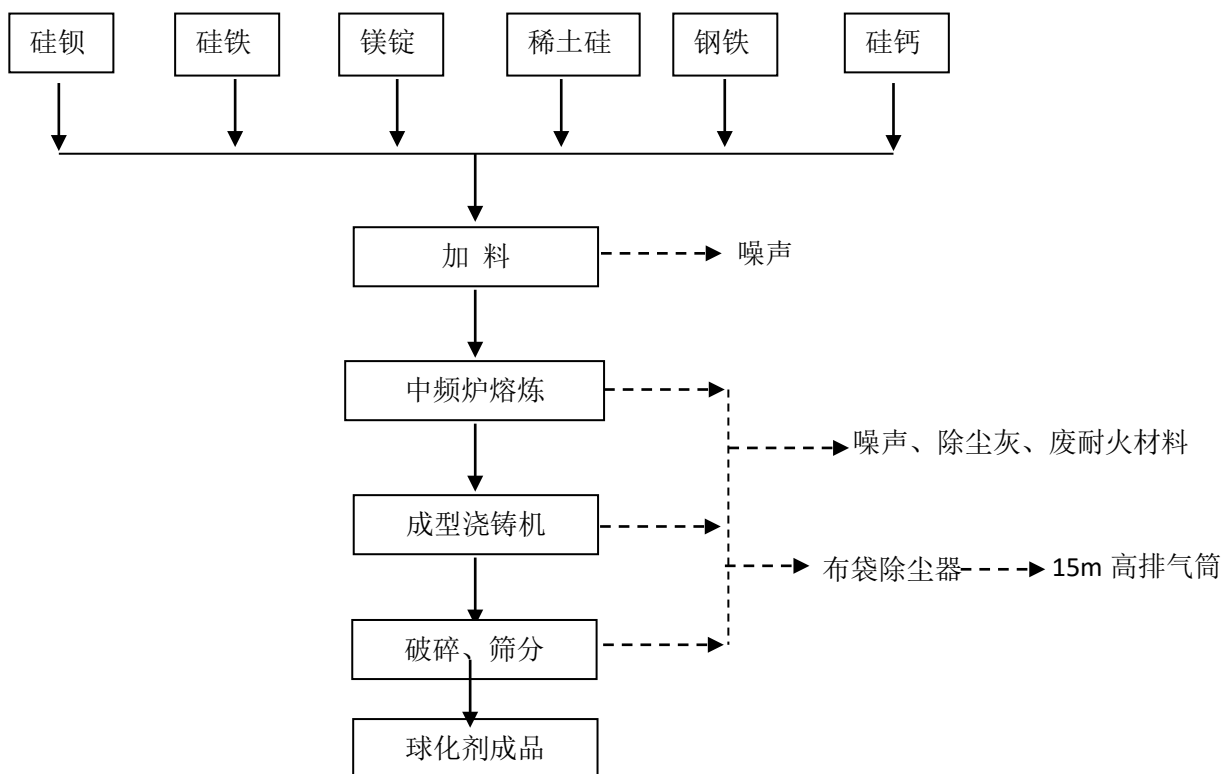 硅钡
硅铁
镁锭
稀土硅
钢铁
硅钙
加 料
噪声
中频炉熔炼
噪声、除尘灰、废耐火材料
成型浇铸机
布袋除尘器
15m 高排气筒
破碎、筛分
球化剂成品